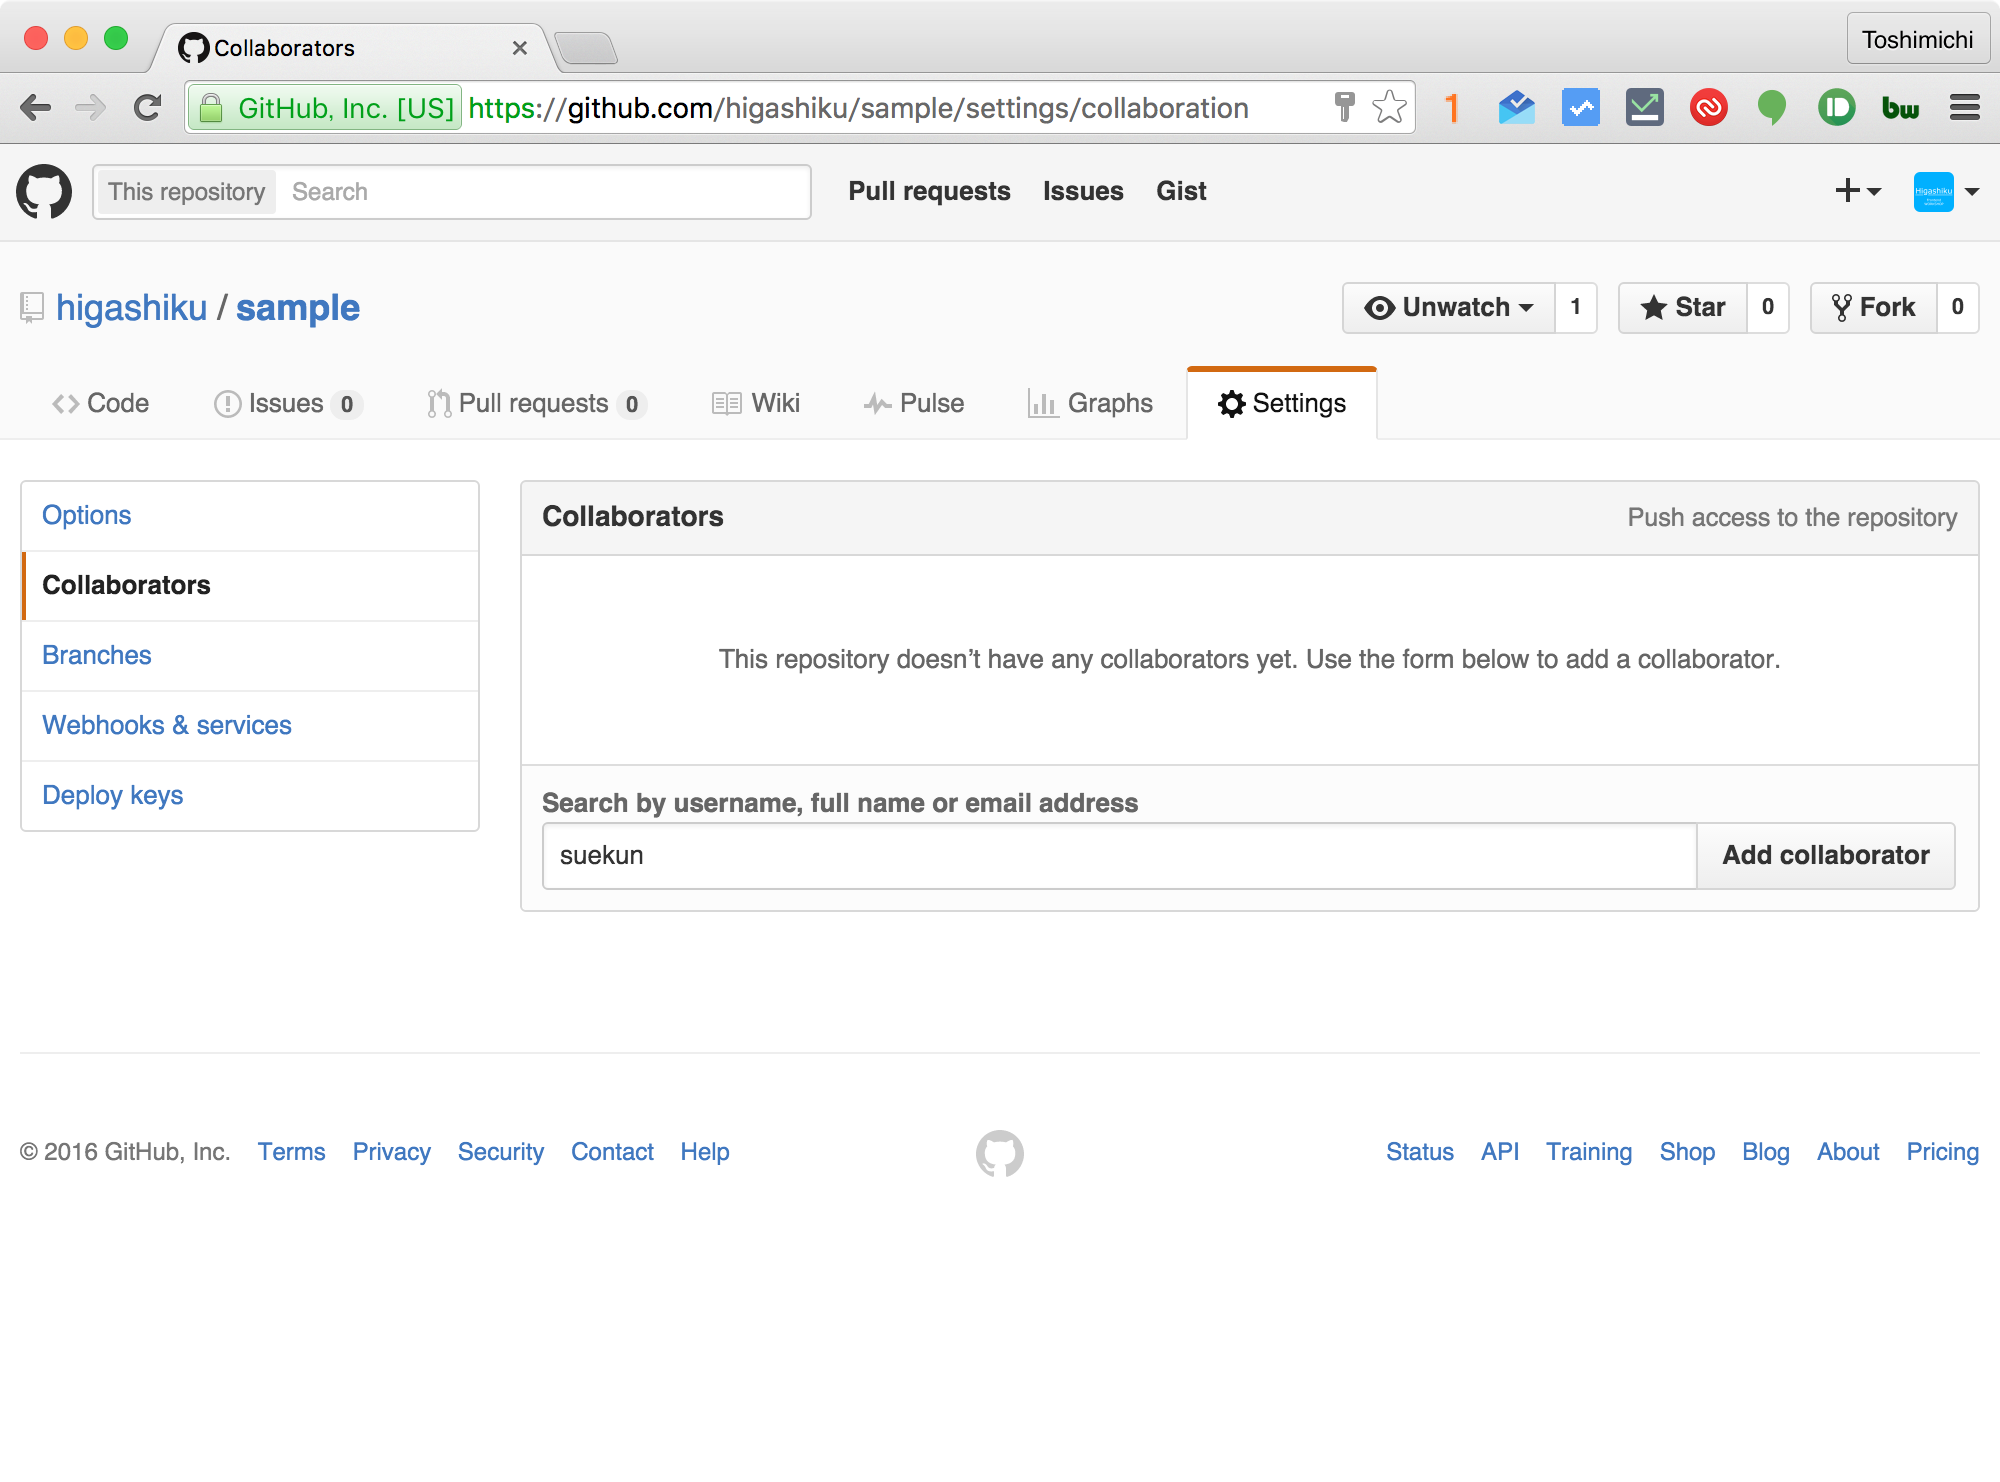 Collaborators
Toshimichi
GitHub, Inc. [US] https://github.com/higashiku/sample/settings/collaboration
1
bw
This repository Search Pull requests Issues Gist
Higashiku
higashiku / sample
Unwatch 1 Star 0 Fork 0
Code Issues 0 Pull requests 0 Wiki Pulse Graphs Settings
Options
Collaborators
Branches
Webhooks & services
Deploy keys
Collaborators Push access to the repository
This repository doesn’t have any collaborators yet. Use the form below to add a collaborator.
Search by username, full name or email address
suekun Add collaborator
© 2016 GitHub, Inc. Terms Privacy Security Contact Help Status API Training Shop Blog About Pricing